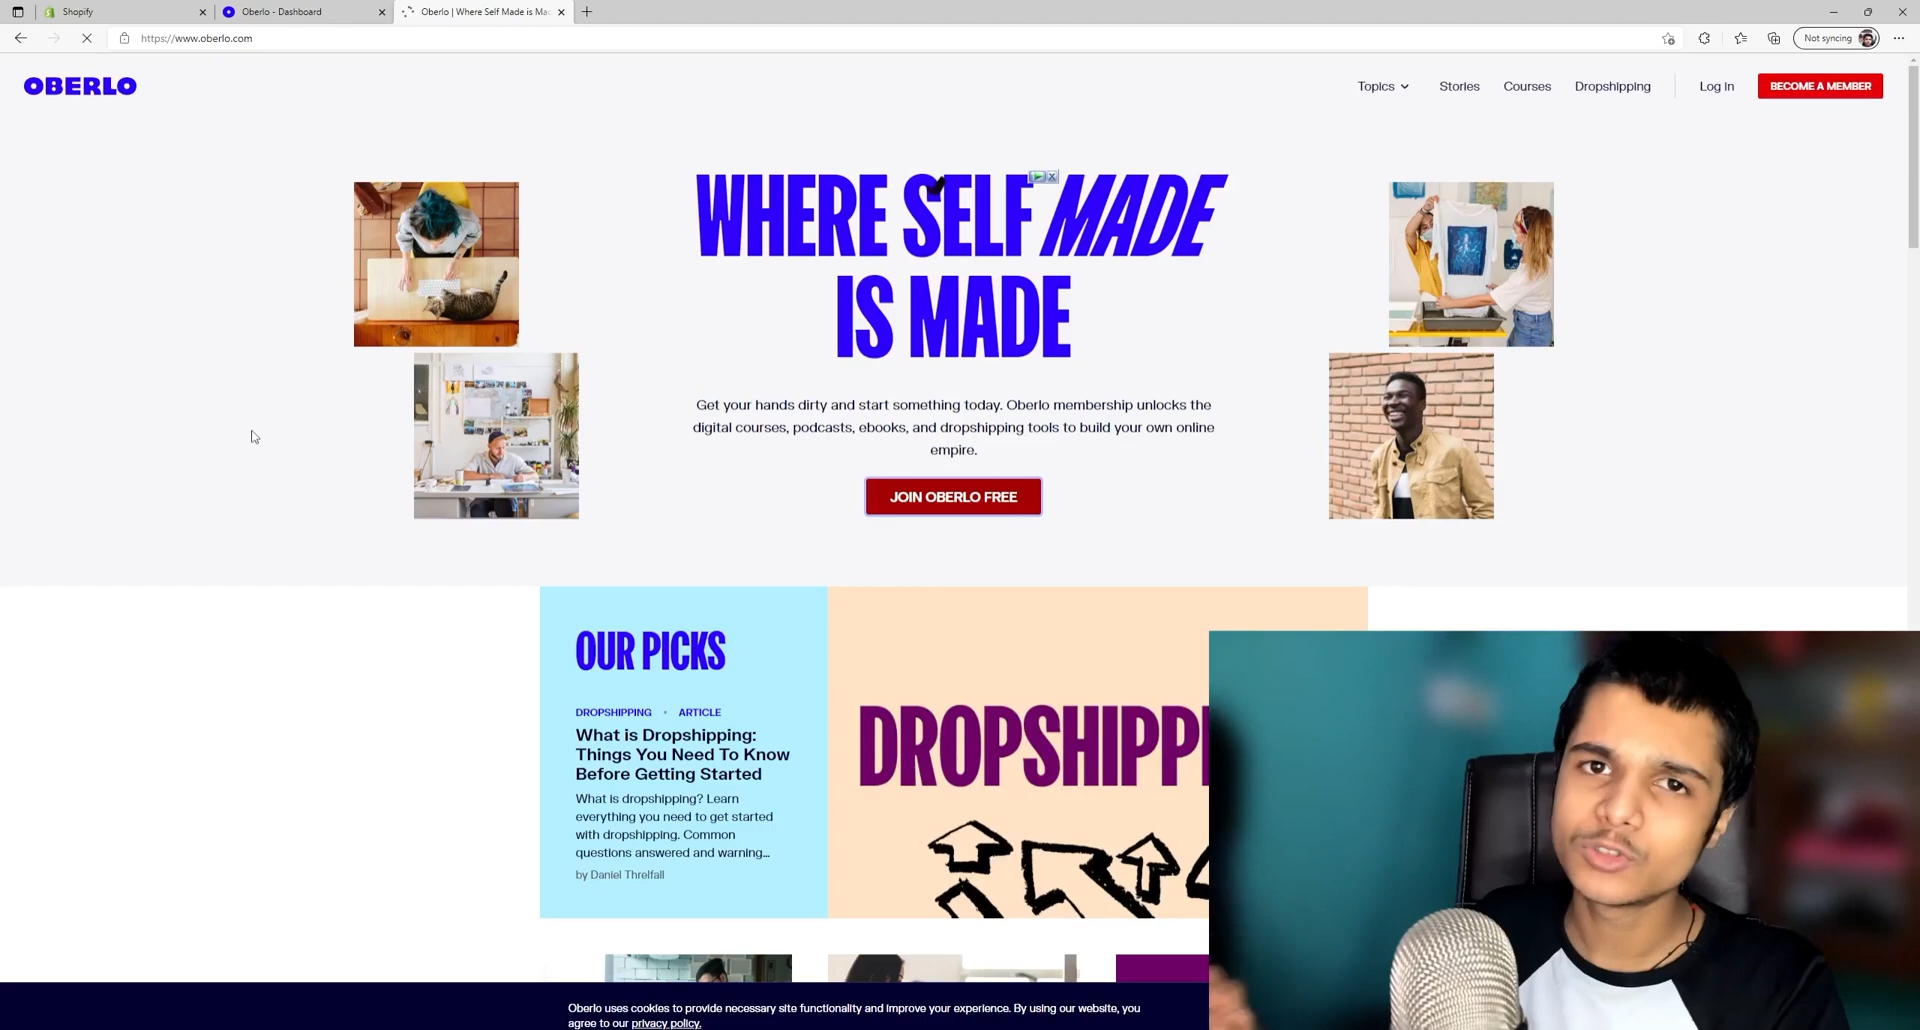 Shopify
Oberlo - Dashboard
Oberlo | Where Self Made is Mac
https://www.oberlo.com
Not syncing
OBERLO
Topics
Stories
Courses
Dropshipping
Log in
BECOME A MEMBER
WHERE SELF MADE
IS MADE
Get your hands dirty and start something today. Oberlo membership unlocks the
digital courses, podcasts, ebooks, and dropshipping tools to build your own online
empire.
JOIN OBERLO FREE
OUR PICKS
DROPSHIPPING • ARTICLE
What is Dropshipping:
Things You Need To Know
Before Getting Started
What is dropshipping? Learn
everything you need to get started
with dropshipping. Common
questions answered and warning...
by Daniel Threlfall
DROPSHIPPI
Oberlo uses cookies to provide necessary site functionality and improve your experience. By using our website, you
agree to our privacy policy.